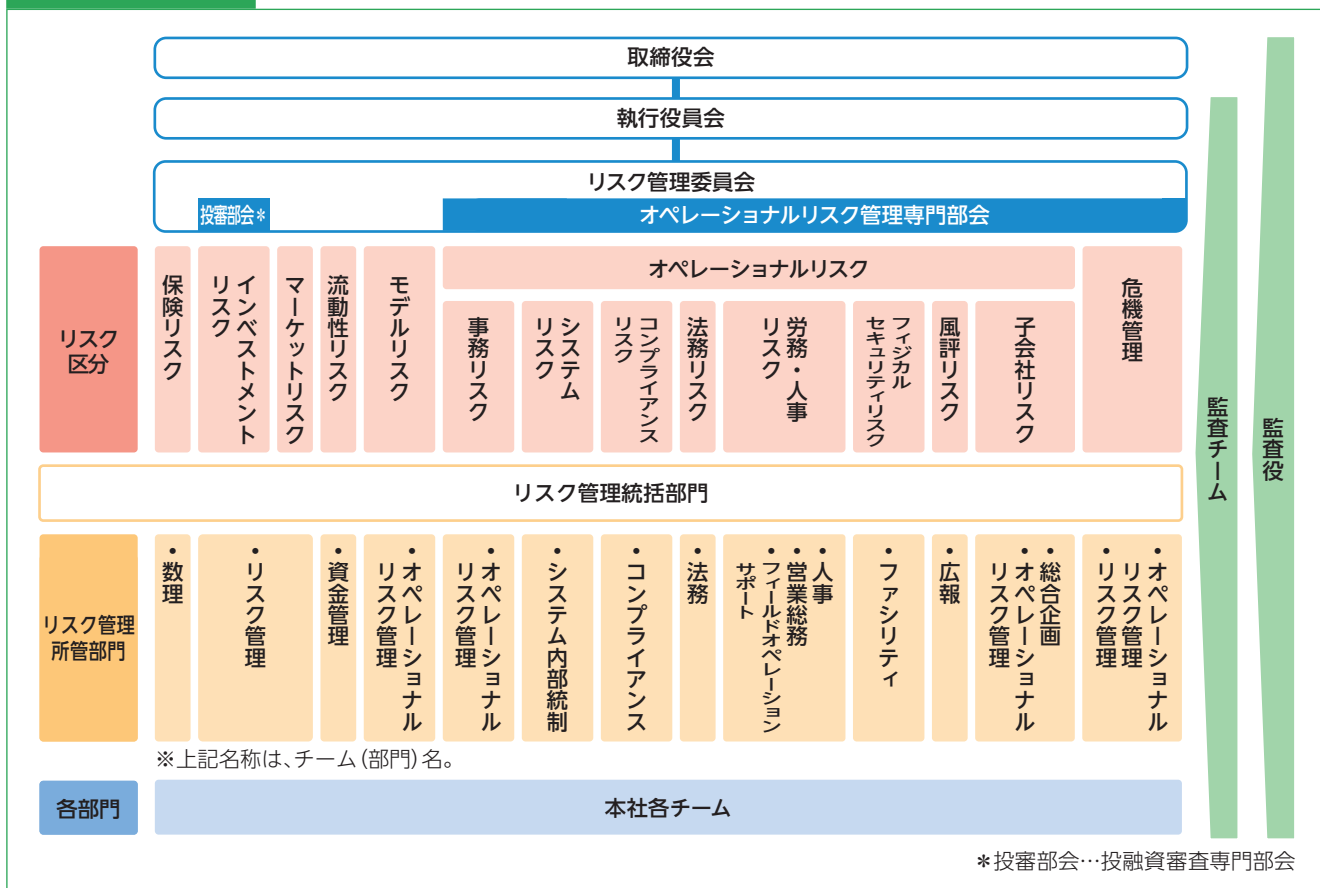 取締役会
執行役員会
リスク管理委員会
投審部会*
オペレーショナルリスク管理専門部会
リスク
区分
保険リスク
インベストメント
リスク
マーケットリスク
流動性リスク
モデルリスク
オペレーショナルリスク
事務リスク
システム
リスク
コンプライアンス
リスク
法務リスク
労務・人事
リスク
フィジカル
セキュリティリスク
風評リスク
子会社リスク
危機管理
リスク管理統括部門
リスク管理
所管部門
・数理
・リスク管理
・資金管理
・オペレーショナル
リスク管理
・オペレーショナル
リスク管理
・システム内部統制
・コンプライアンス
・法務
・人事
・営業総務
・フィールドオペレーション
サポート
・ファシリティ
・広報
・総合企画
・オペレーショナル
リスク管理
・オペレーショナル
リスク管理
・リスク管理
※上記名称は、チーム(部門)名。
各部門
本社各チーム
監査チーム
監査役
*投審部会…投融資審査専門部会